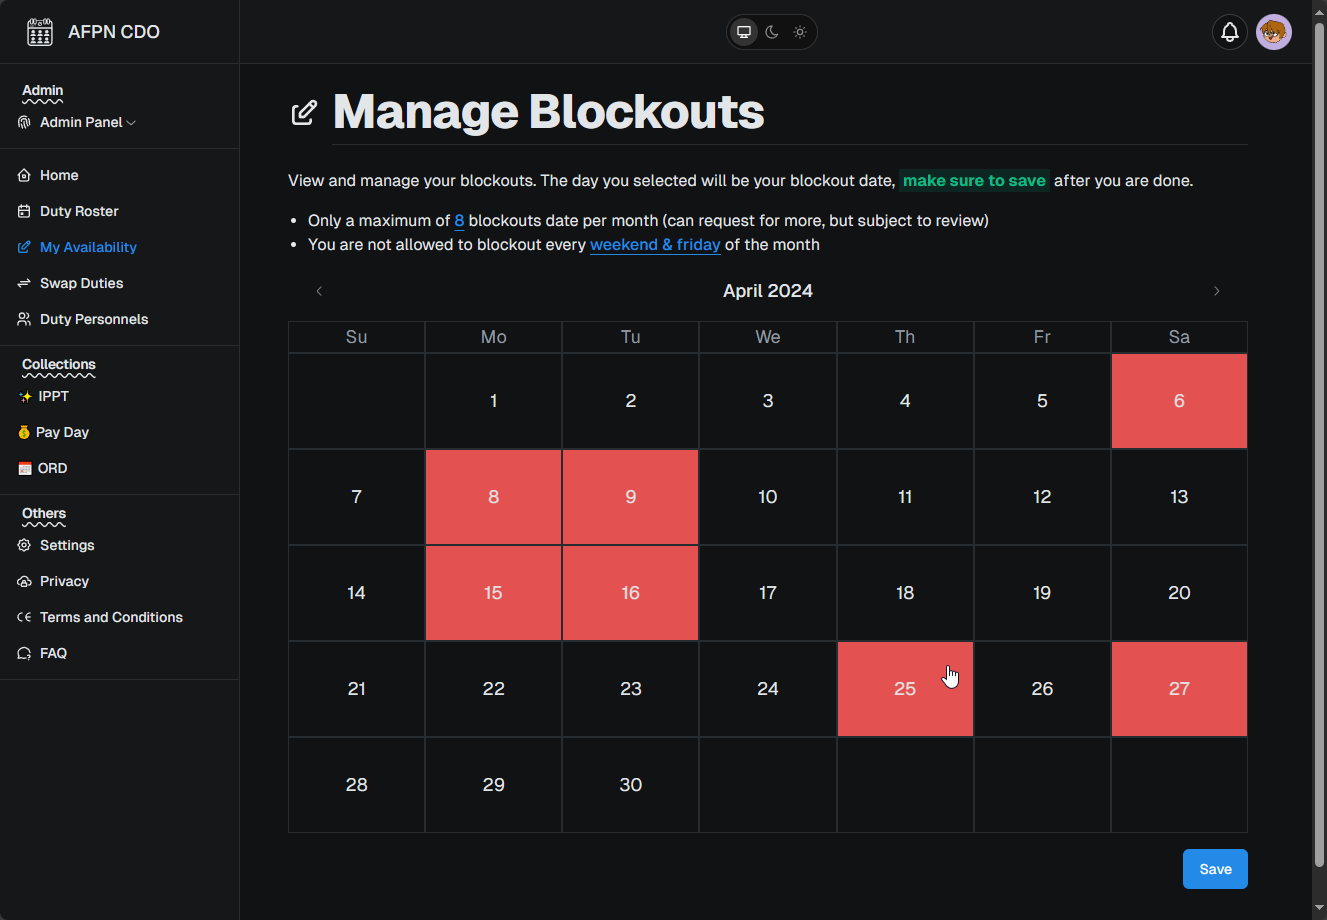 AFPN CDO
Admin
Admin Panel
Home
Duty Roster
My Availability
Swap Duties
Duty Personnels
Collections
IPPT
Pay Day
ORD
Others
Settings
Privacy
Terms and Conditions
FAQ
Manage Blockouts
View and manage your blockouts. The day you selected will be your blockout date, make sure to save after you are done.
• Only a maximum of 8 blockouts date per month (can request for more, but subject to review)
• You are not allowed to blockout every weekend & friday of the month
April 2024
Su Mo Tu We Th Fr Sa
1 2 3 4 5 6
7 8 9 10 11 12 13
14 15 16 17 18 19 20
21 22 23 24 25 26 27
28 29 30
Save